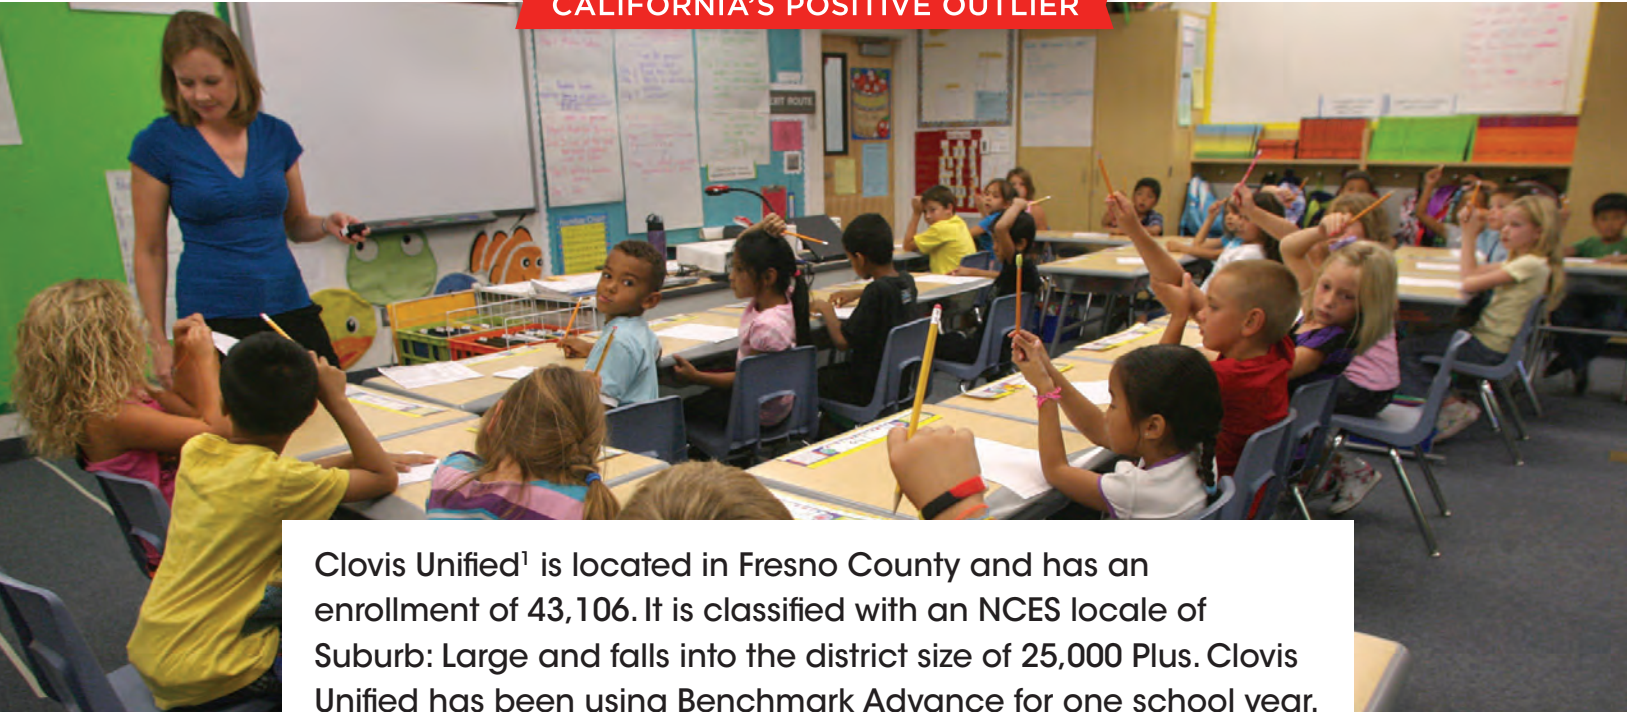 CALIFORNIA'S POSITIVE OUTLIER
Clovis Unified¹ is located in Fresno County and has an
enrollment of 43,106. It is classified with an NCES locale of
Suburb: Large and falls into the district size of 25,000 Plus. Clovis
Unified has been using Benchmark Advance for one school year.